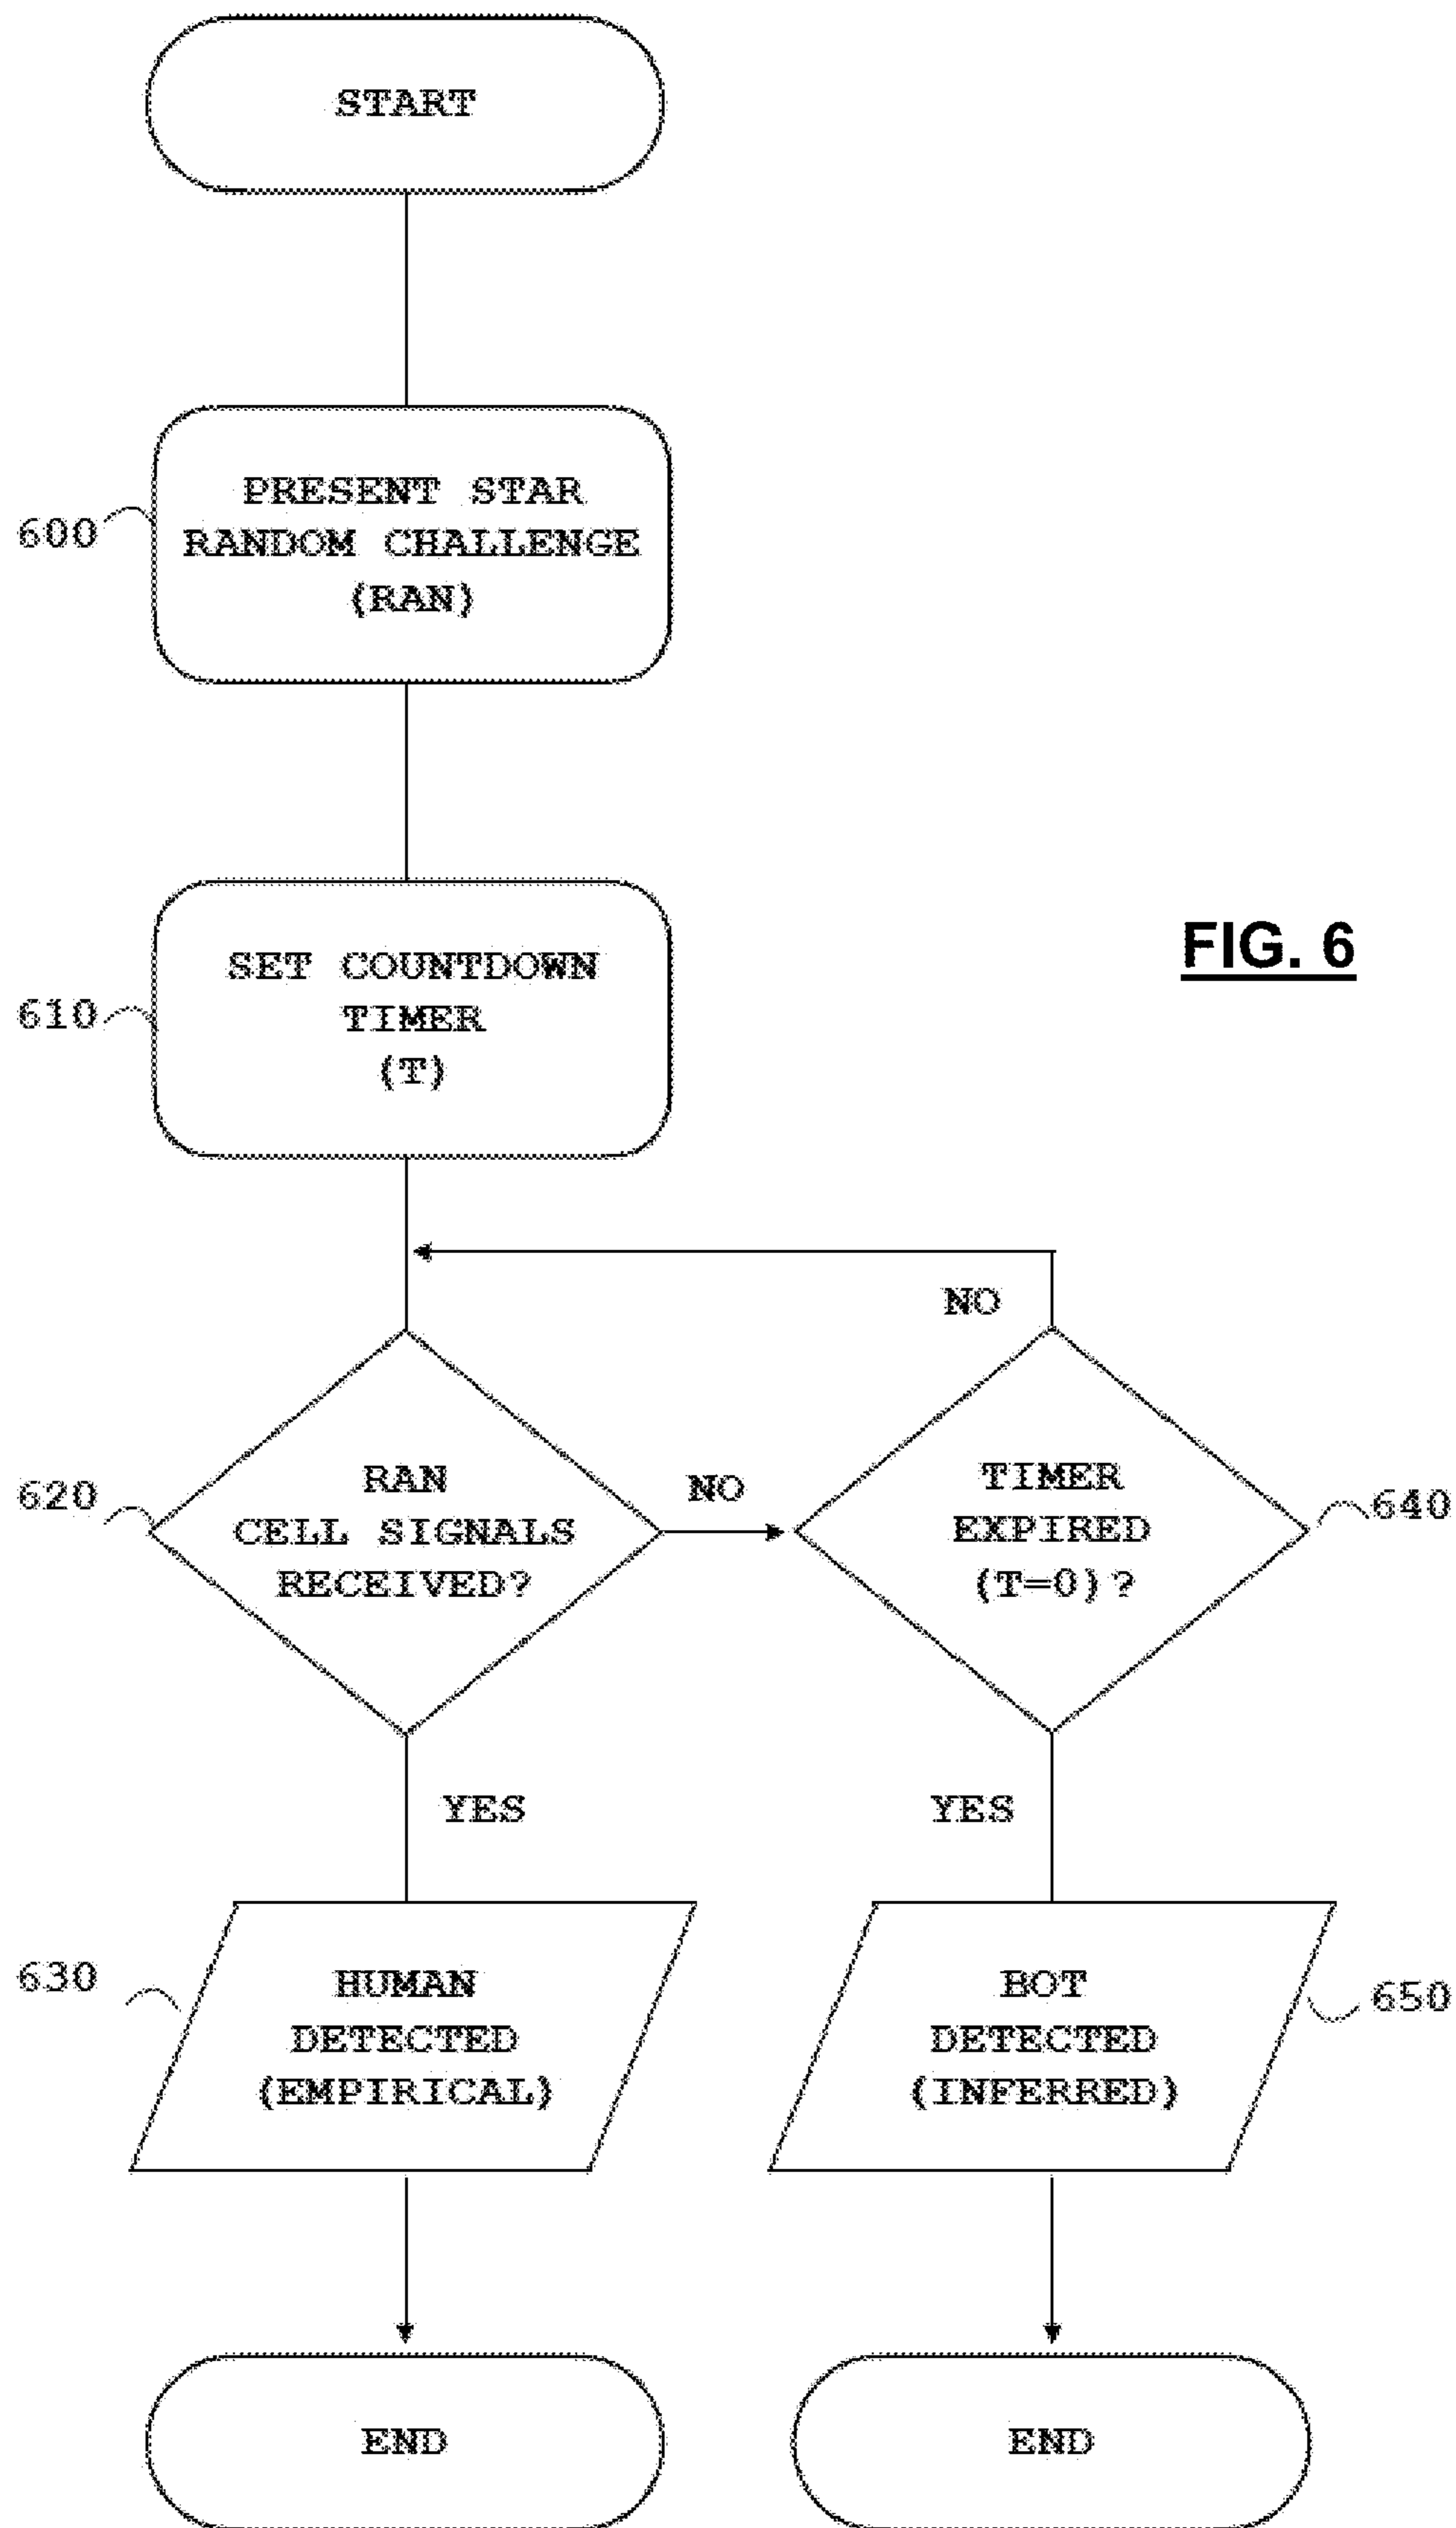 START
600
PRESENT STAR
RANDOM CHALLENGE
(RAN)
610
SET COUNTDOWN
TIMER
(T)
FIG. 6
NO
620
RAN
CELL SIGNALS
RECEIVED?
NO
TIMER
EXPIRED
(T=0)?
640
YES
YES
630
HUMAN
DETECTED
(EMPIRICAL)
BOT
DETECTED
(INFERRED)
650
END
END